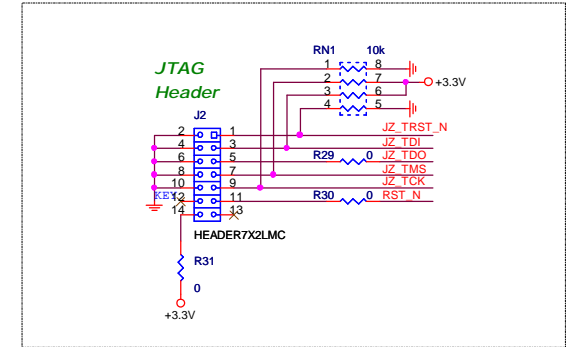 RN1 10k
JTAG
Header
1 8
2 7
3 6
4 5
+3.3V
J2
2 1 JZ_TRST_N
4 3 JZ_TDI
6 5 R29 0 JZ_TDO
8 7 JZ_TMS
10 9 JZ_TCK
KEY 12 11 R30 0 RST_N
14 13
HEADER7X2LMC
R31
0
+3.3V